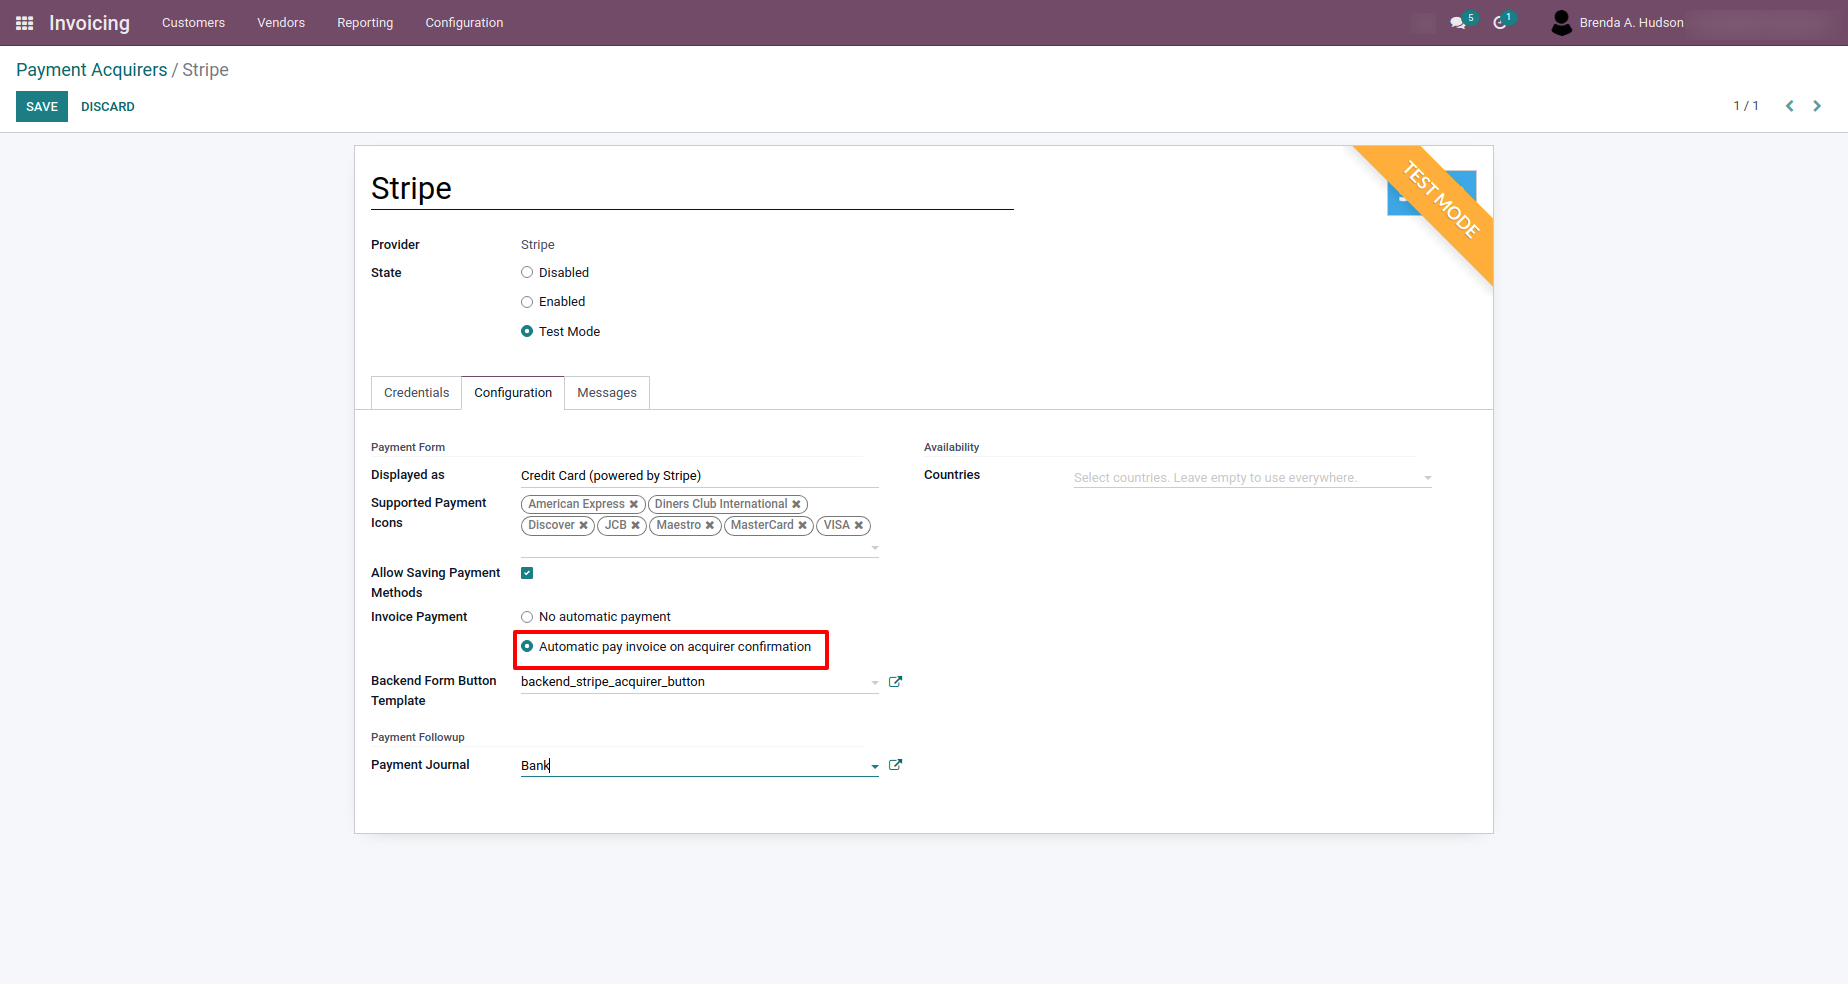 Invoicing Customers Vendors Reporting Configuration 5 1 Brenda A. Hudson
Payment Acquirers / Stripe
SAVE DISCARD 1 / 1
TEST MODE
Stripe
Provider Stripe
State Disabled
Enabled
Test Mode
Credentials Configuration Messages
Payment Form Availability
Displayed as Credit Card (powered by Stripe) Countries Select countries. Leave empty to use everywhere.
Supported Payment American Express Diners Club International
Icons Discover JCB Maestro MasterCard VISA
Allow Saving Payment
Methods
Invoice Payment No automatic payment
Automatic pay invoice on acquirer confirmation
Backend Form Button backend_stripe_acquirer_button
Template
Payment Followup
Payment Journal Bank